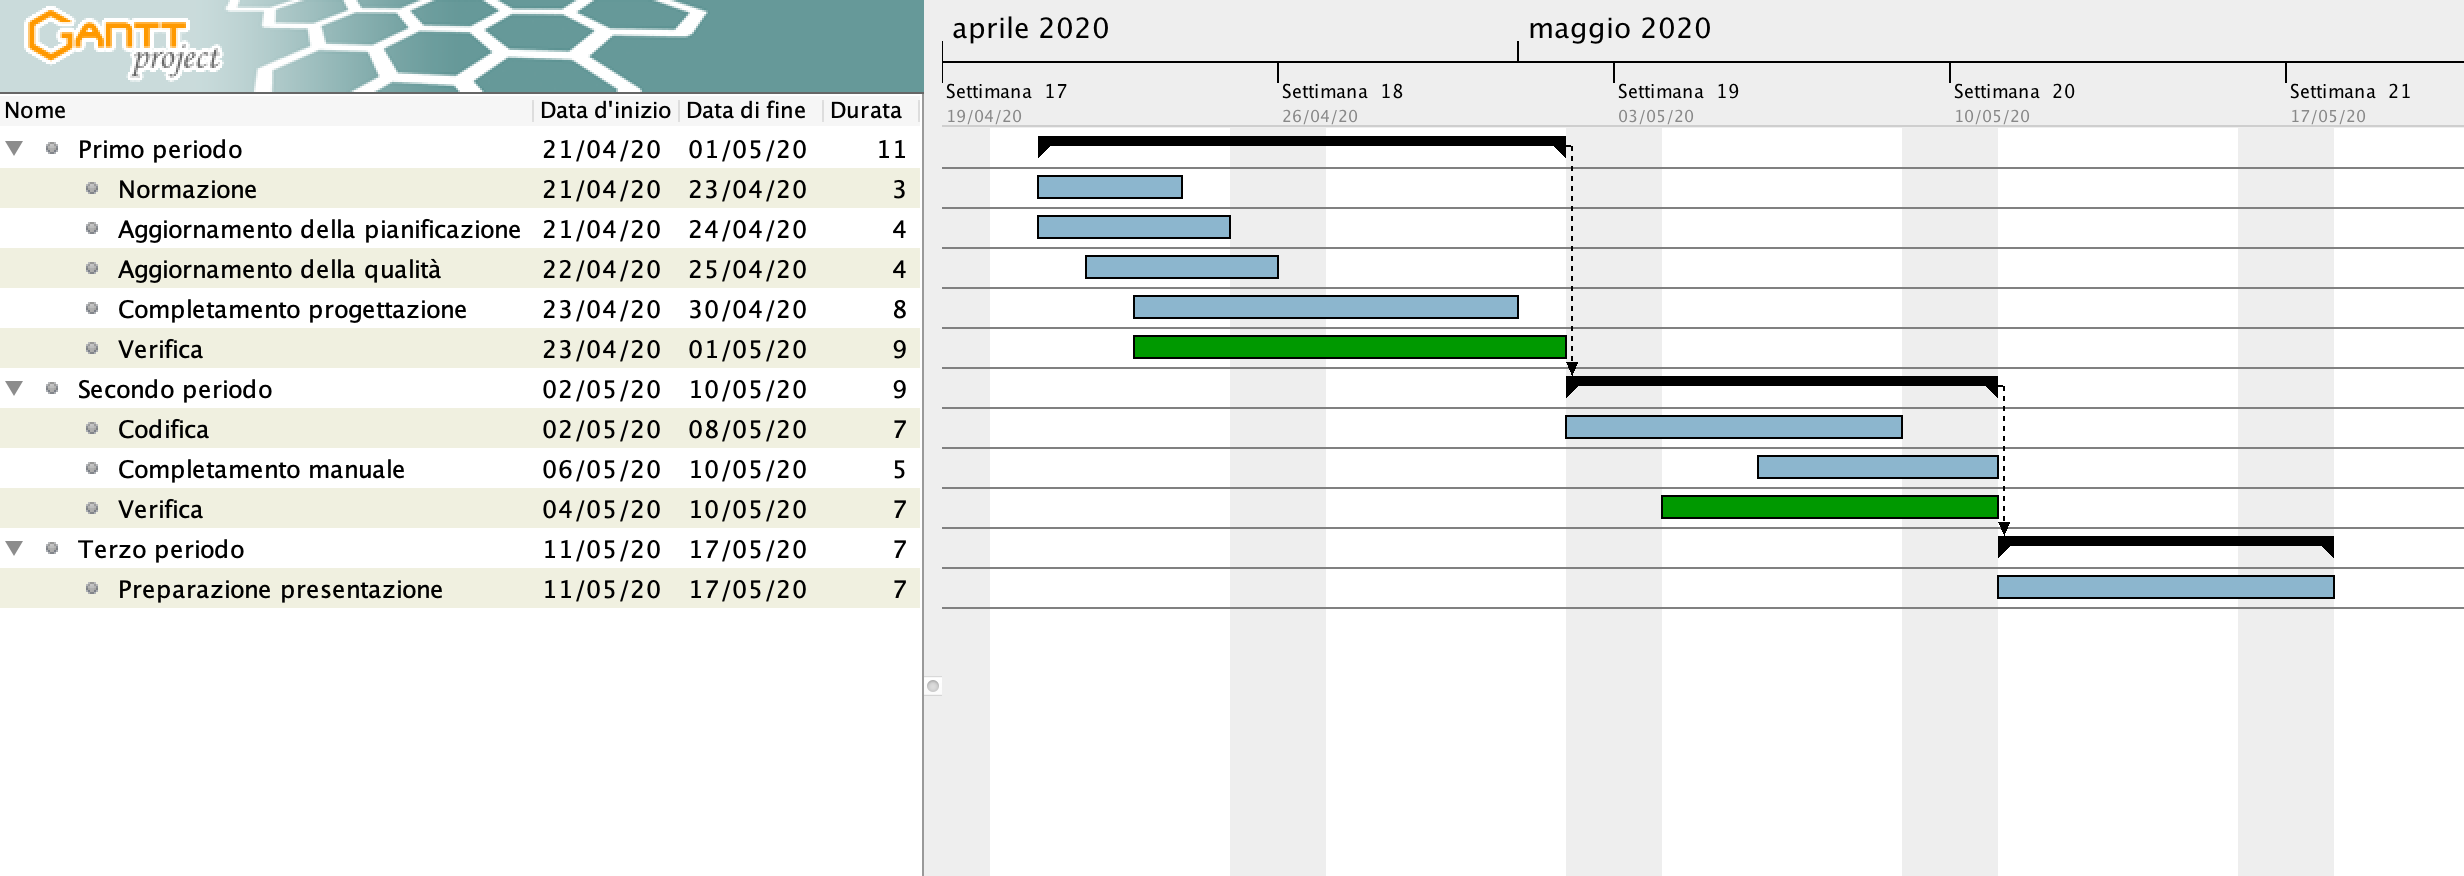 GANTT
project
aprile 2020 maggio 2020
Settimana 17 Settimana 18 Settimana 19 Settimana 20 Settimana 21
19/04/20 26/04/20 03/05/20 10/05/20 17/05/20
Nome Data d'inizio Data di fine Durata
Primo periodo 21/04/20 01/05/20 11
Normazione 21/04/20 23/04/20 3
Aggiornamento della pianificazione 21/04/20 24/04/20 4
Aggiornamento della qualità 22/04/20 25/04/20 4
Completamento progettazione 23/04/20 30/04/20 8
Verifica 23/04/20 01/05/20 9
Secondo periodo 02/05/20 10/05/20 9
Codifica 02/05/20 08/05/20 7
Completamento manuale 06/05/20 10/05/20 5
Verifica 04/05/20 10/05/20 7
Terzo periodo 11/05/20 17/05/20 7
Preparazione presentazione 11/05/20 17/05/20 7